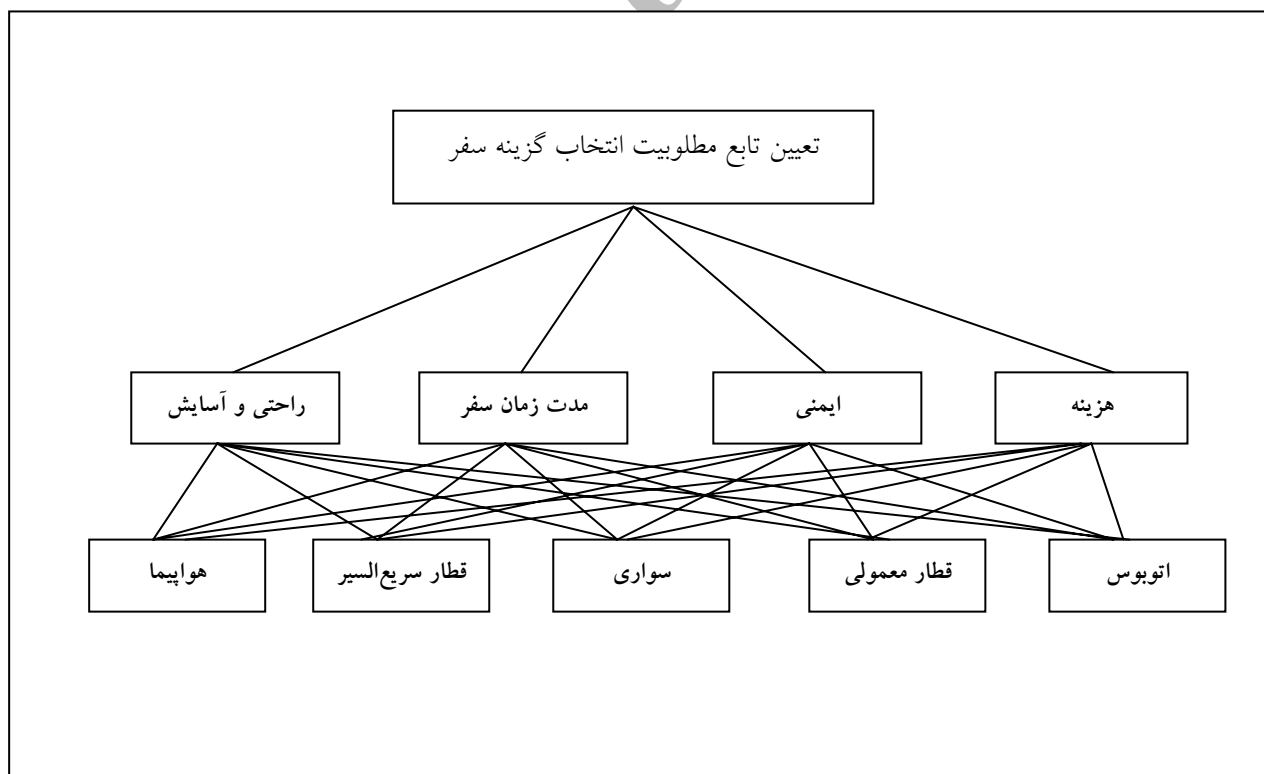 تعیین تابع مطلوبیت انتخاب گزینه سفر
هزینه
ایمنی
مدت زمان سفر
راحتی و آسایش
اتوبوس
قطار معمولی
سواری
قطار سریع‌السیر
هواپیما